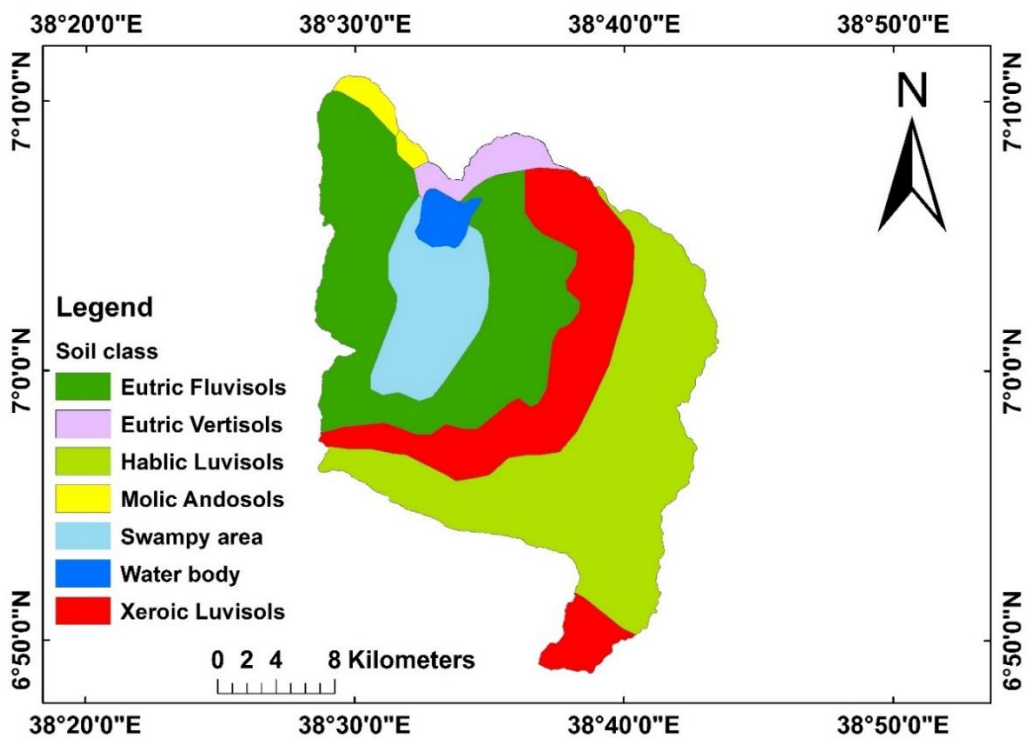 38°20'0"E 38°30'0"E 38°40'0"E 38°50'0"E
N
7°10'0"N 7°10'0"N
7°0'0"N 7°0'0"N
6°50'0"N 6°50'0"N
Legend
Soil class
Eutric Fluvisols
Eutric Vertisols
Hablic Luvisols
Molic Andosols
Swampy area
Water body
Xeroic Luvisols
0 2 4 8 Kilometers
38°20'0"E 38°30'0"E 38°40'0"E 38°50'0"E